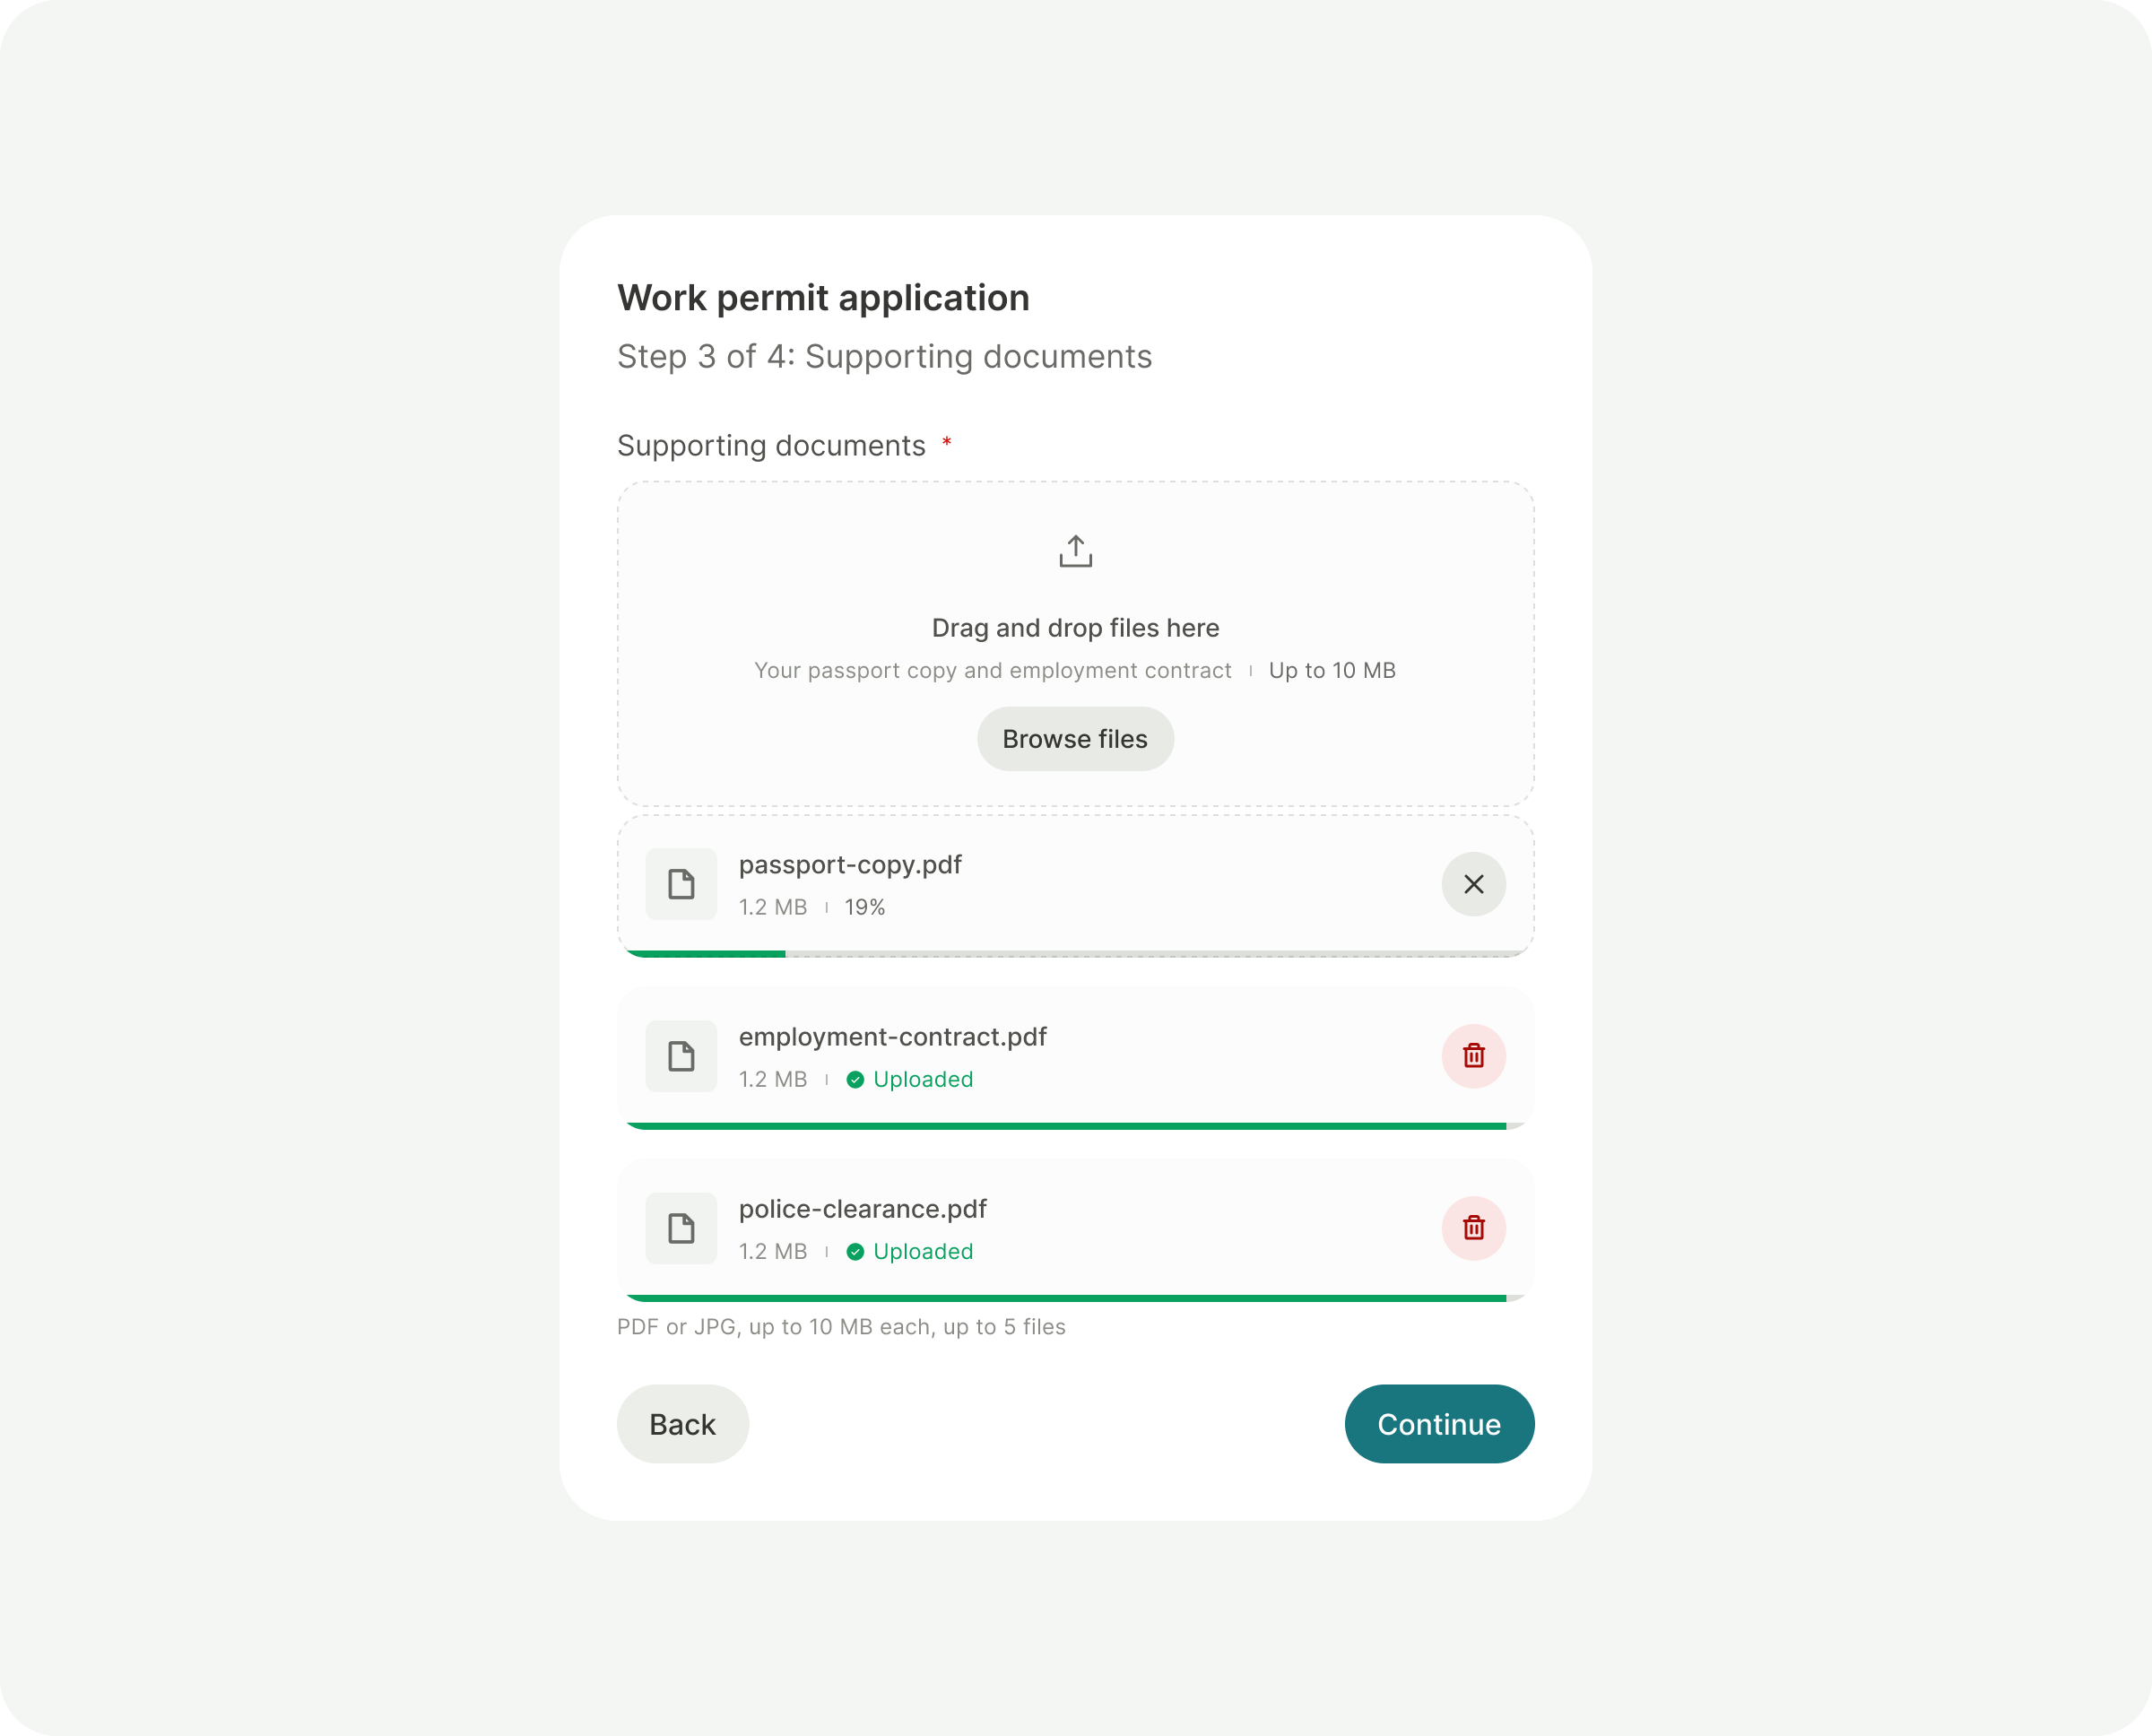 Work permit application
Step 3 of 4: Supporting documents
Supporting documents *
Drag and drop files here
Your passport copy and employment contract | Up to 10 MB
Browse files
passport-copy.pdf
1.2 MB | 19%
employment-contract.pdf
1.2 MB | Uploaded
police-clearance.pdf
1.2 MB | Uploaded
PDF or JPG, up to 10 MB each, up to 5 files
Back
Continue